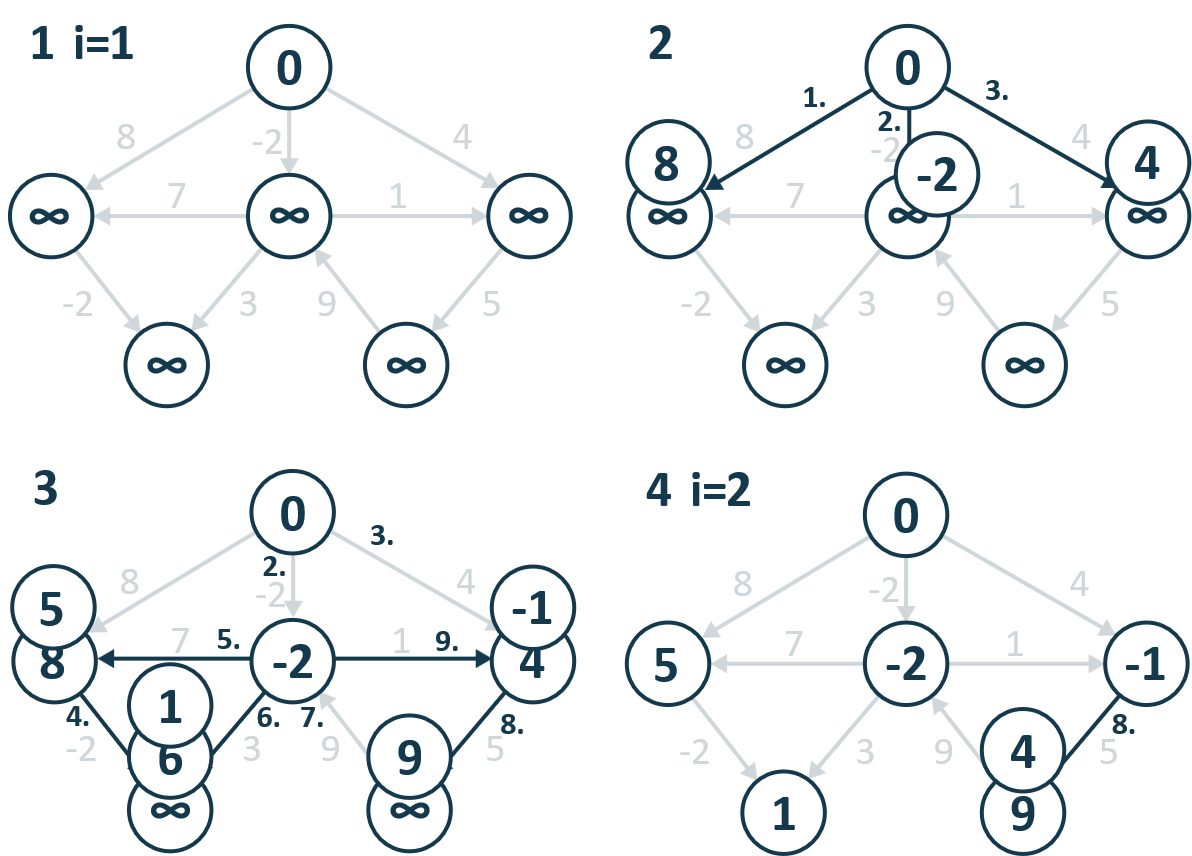 1 i=1
0
8 -2 4
∞ 7 ∞ 1 ∞
-2 3 9 5
∞ ∞
2
0
1. 2. 3.
8 8 -2 -2 4 4
∞ 7 ∞ 1 ∞
-2 3 9 5
∞ ∞
3
0
3.
2.
5 8 -2 4 -1
8 7 5. -2 1 9. 4
4. 1 6. 7. 8.
-2 6 3 9 9 5
∞ ∞
4 i=2
0
8 -2 4
5 7 -2 1 -1
8.
-2 3 9 4 5
1 9